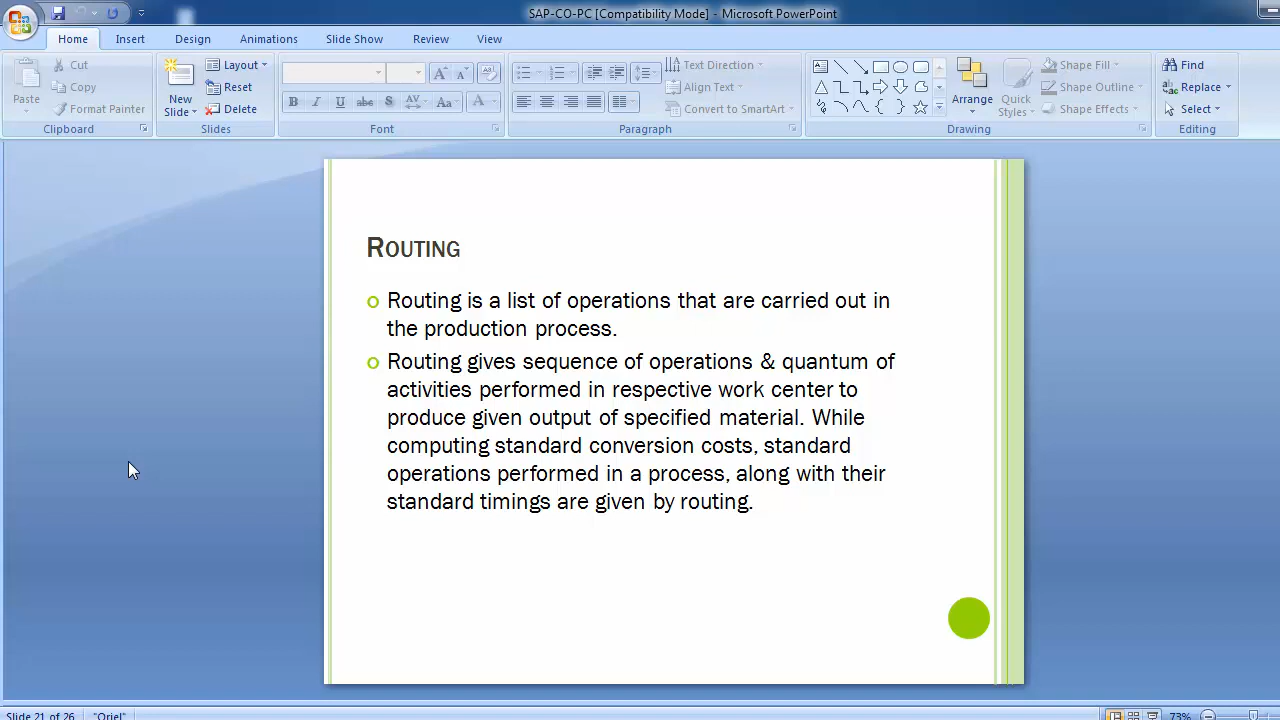 SAP-CO-PC [Compatibility Mode] - Microsoft PowerPoint
Home Insert Design Animations Slide Show Review View
Paste
Cut
Copy
Format Painter
Clipboard
New Slide
Layout
Reset
Delete
Slides
B I U abc S AV Aa A
Font
Text Direction
Align Text
Convert to SmartArt
Paragraph
Arrange
Quick Styles
Shape Fill
Shape Outline
Shape Effects
Drawing
Find
Replace
Select
Editing
ROUTING
Routing is a list of operations that are carried out in
the production process.
Routing gives sequence of operations & quantum of
activities performed in respective work center to
produce given output of specified material. While
computing standard conversion costs, standard
operations performed in a process, along with their
standard timings are given by routing.
Slide 21 of 26 "Oriel" 73%